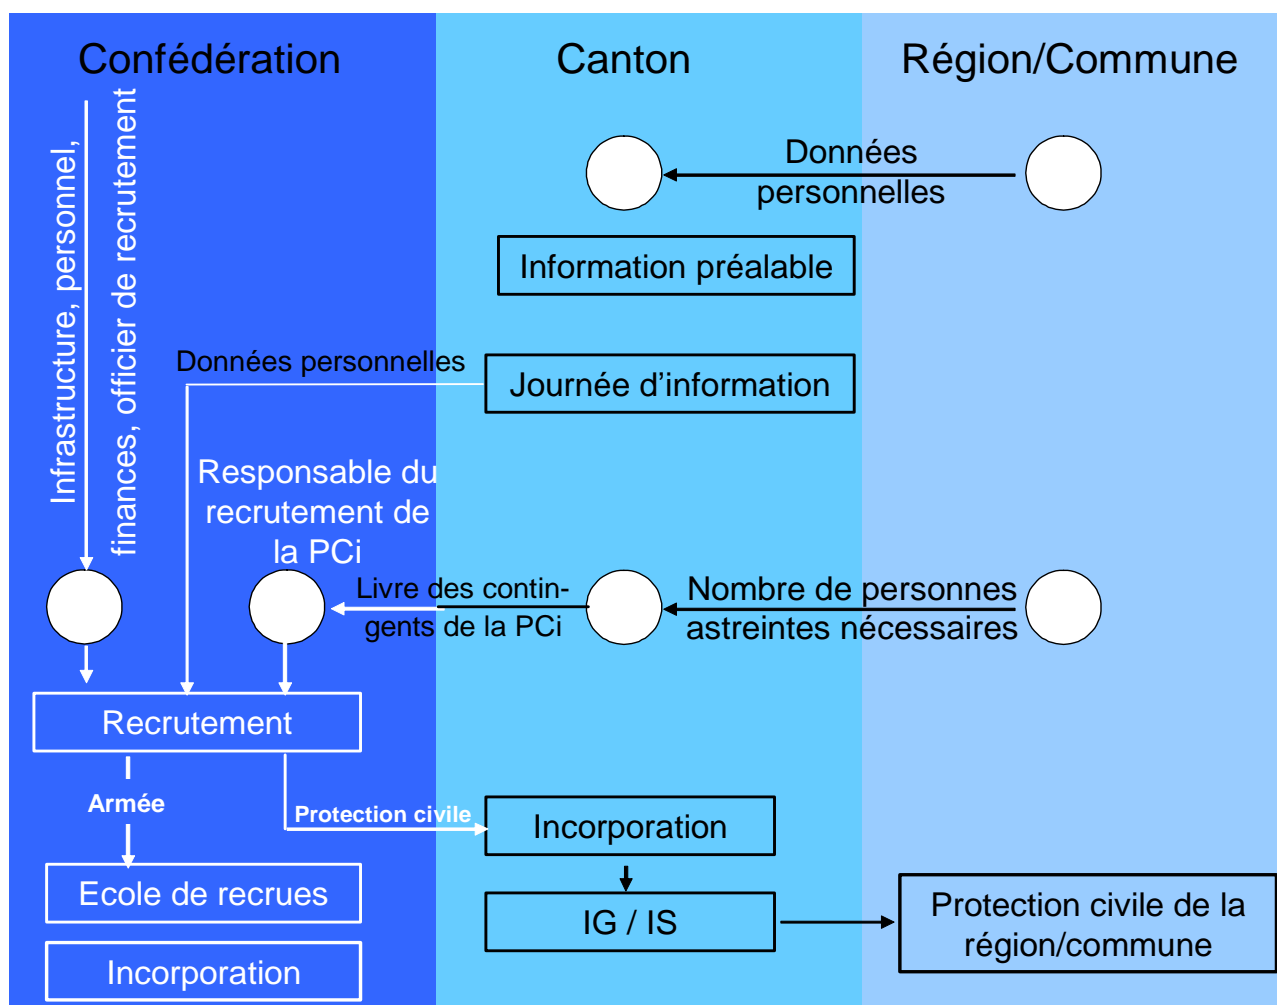 Confédération
Canton
Région/Commune
Infrastructure, personnel,
finances, officier de recrutement
Données
personnelles
Information préalable
Données personnelles
Journée d’information
Responsable du
recrutement de
la PCi
Livre des contin-
gents de la PCi
Nombre de personnes
astreintes nécessaires
Recrutement
Armée
Protection civile
Incorporation
Ecole de recrues
IG / IS
Protection civile de la
région/commune
Incorporation